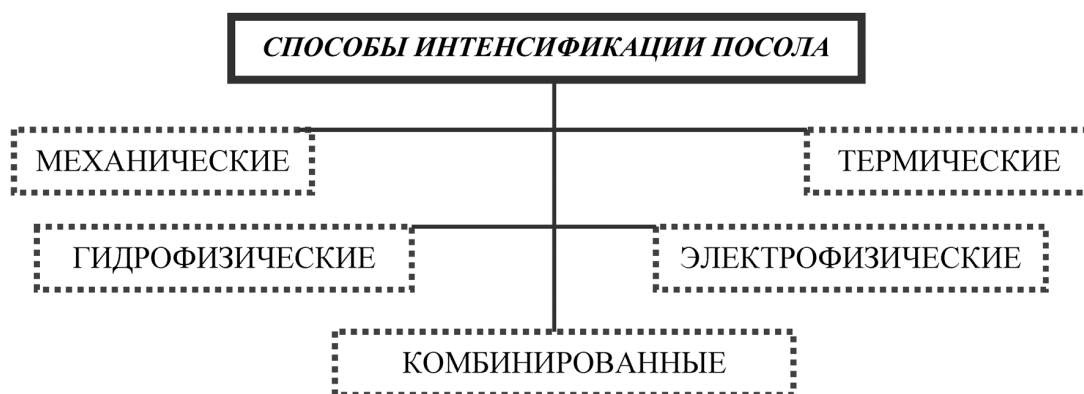 СПОСОБЫ ИНТЕНСИФИКАЦИИ ПОСОЛА
МЕХАНИЧЕСКИЕ
ТЕРМИЧЕСКИЕ
ГИДРОФИЗИЧЕСКИЕ
ЭЛЕКТРОФИЗИЧЕСКИЕ
КОМБИНИРОВАННЫЕ